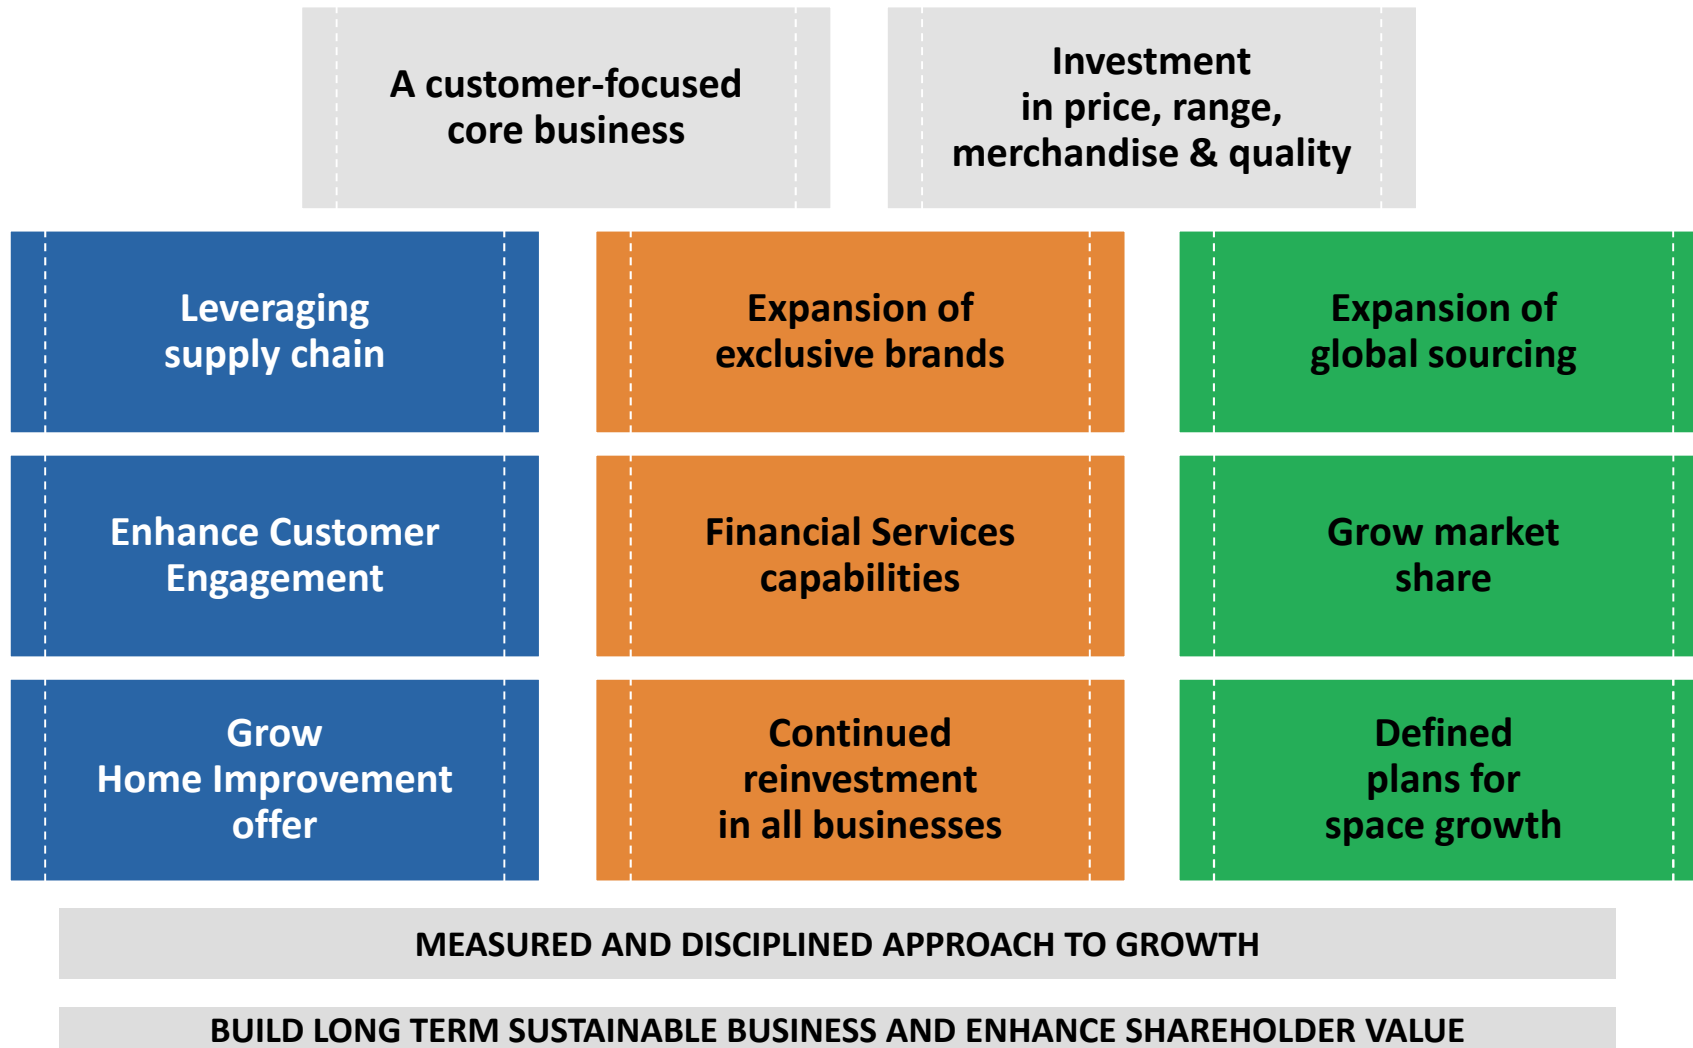 A customer-focused
core business
Investment
in price, range,
merchandise & quality
Leveraging
supply chain
Expansion of
exclusive brands
Expansion of
global sourcing
Enhance Customer
Engagement
Financial Services
capabilities
Grow market
share
Grow
Home Improvement
offer
Continued
reinvestment
in all businesses
Defined
plans for
space growth
MEASURED AND DISCIPLINED APPROACH TO GROWTH
BUILD LONG TERM SUSTAINABLE BUSINESS AND ENHANCE SHAREHOLDER VALUE